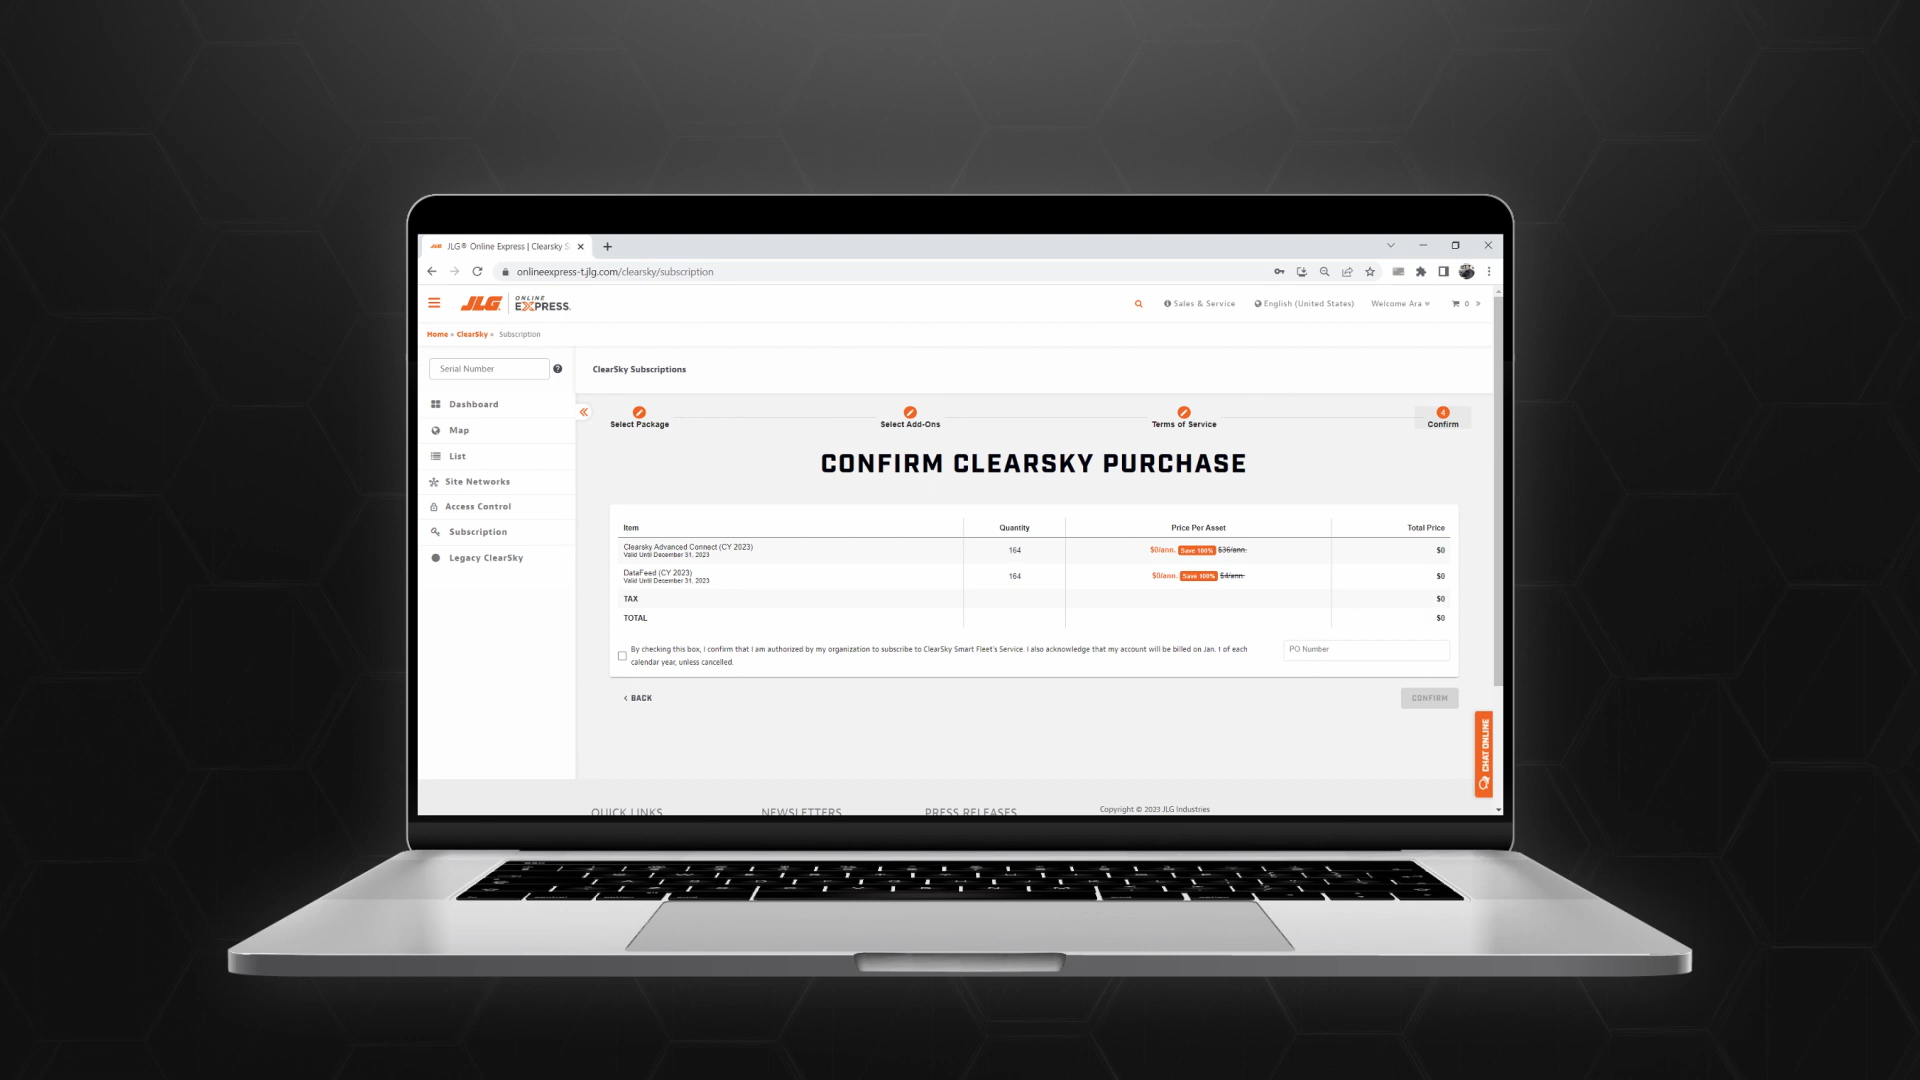 JLG JLG® Online Express | Clearsky S
onlineexpress-t.jlg.com/clearsky/subscription
JLG ONLINE EXPRESS.
Sales & Service English (United States) Welcome Ara 0 »
Home » ClearSky » Subscription
Serial Number
ClearSky Subscriptions
Dashboard
Map
List
Site Networks
Access Control
Subscription
Legacy ClearSky
Select Package Select Add-Ons Terms of Service 4 Confirm
CONFIRM CLEARSKY PURCHASE
Item Quantity Price Per Asset Total Price
Clearsky Advanced Connect (CY 2023) 164 $0/ann. Save 100% $36/ann. $0
Valid Until December 31, 2023
DataFeed (CY 2023) 164 $0/ann. Save 100% $4/ann. $0
Valid Until December 31, 2023
TAX $0
TOTAL $0
By checking this box, I confirm that I am authorized by my organization to subscribe to ClearSky Smart Fleet's Service. I also acknowledge that my account will be billed on Jan. 1 of each
calendar year, unless cancelled.
PO Number
< BACK
CONFIRM
CHAT ONLINE
QUICK LINKS NEWSLETTERS PRESS RELEASES Copyright © 2023 JLG Industries